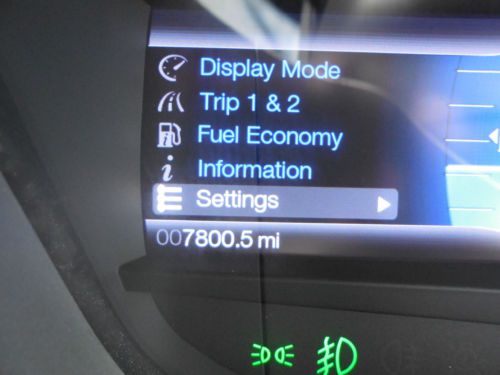 Display Mode
Trip 1 & 2
Fuel Economy
Information
Settings
007800.5 mi